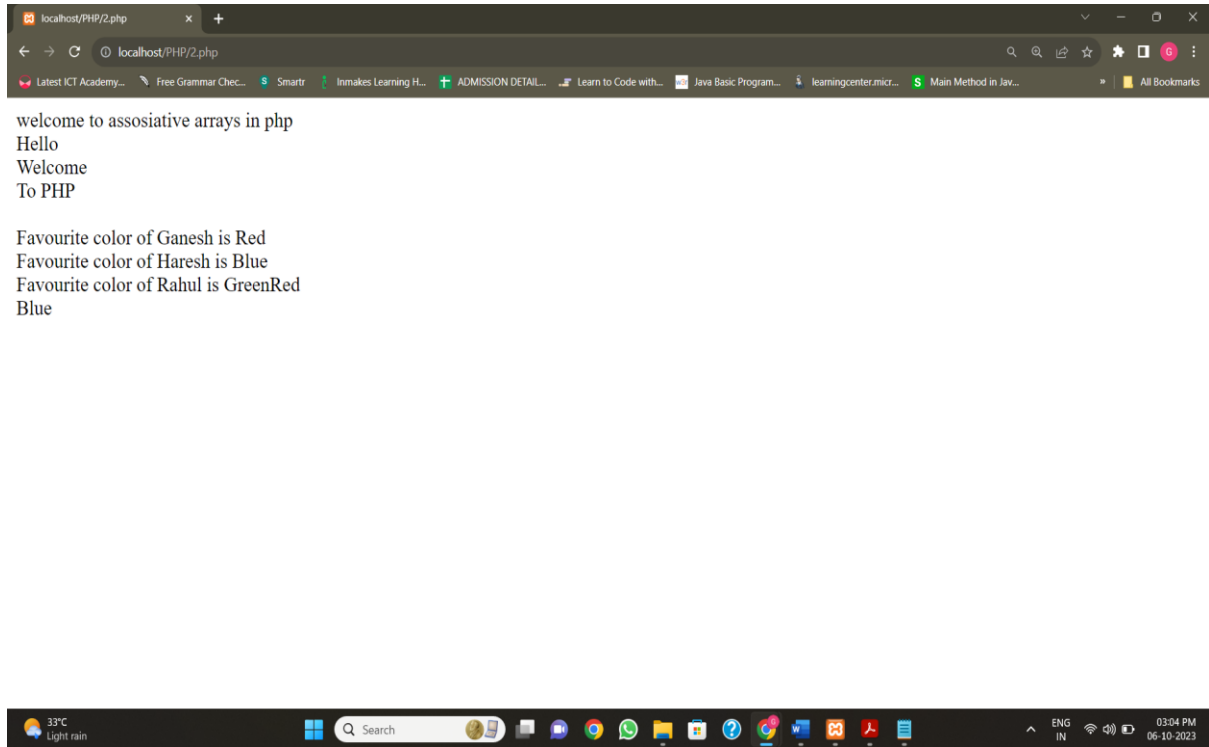 localhost/PHP/2.php
localhost/PHP/2.php
G
Latest ICT Academy...
Free Grammar Chec...
S
Smartr
Inmakes Learning H...
ADMISSION DETAIL...
Learn to Code with...
w3r
Java Basic Program...
learningcenter.micr...
S
Main Method in Jav...
»
All Bookmarks
welcome to assosiative arrays in php
Hello
Welcome
To PHP
Favourite color of Ganesh is Red
Favourite color of Haresh is Blue
Favourite color of Rahul is GreenRed
Blue
33°C
Light rain
Search
ENG
IN
03:04 PM
06-10-2023